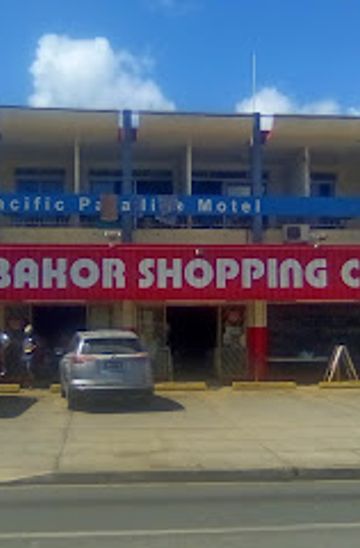 acific Paradise Motel
BAKOR SHOPPING C